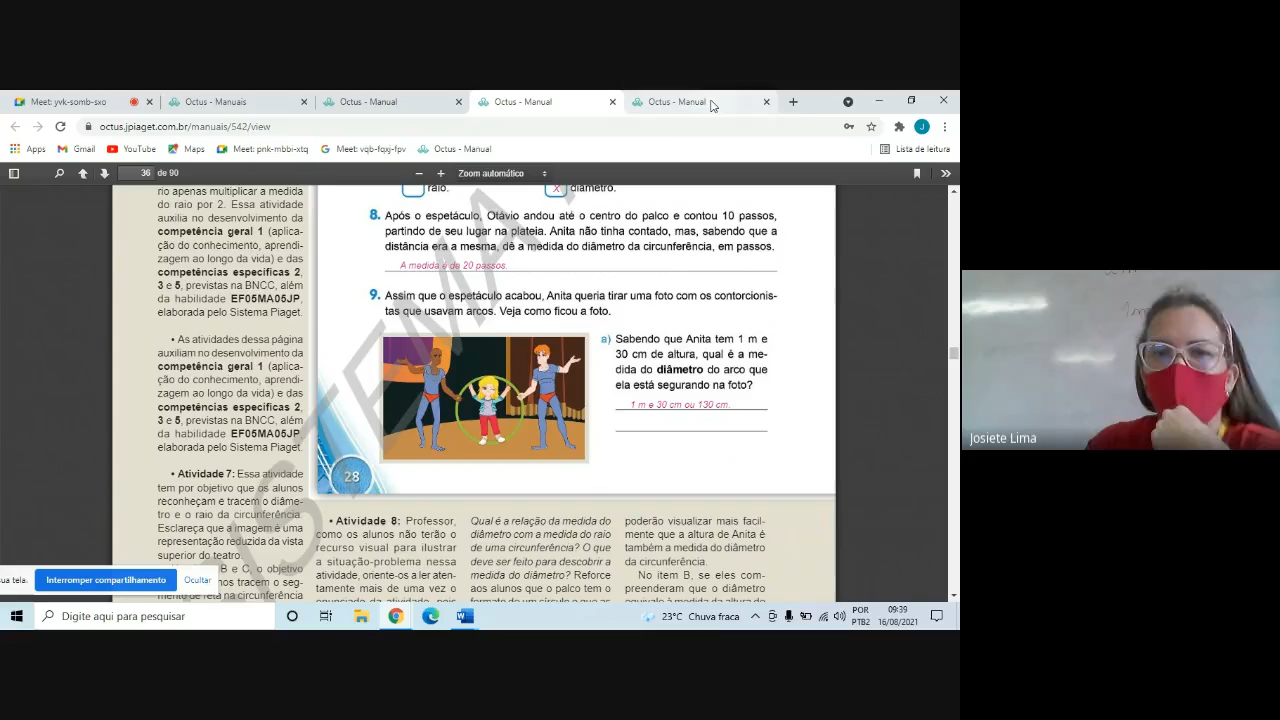 Meet: yvk-somb-sxo
Octus - Manuais
Octus - Manual
Octus - Manual
Octus - Manual
octus.jpiaget.com.br/manuais/542/view
J
Apps
Gmail
YouTube
Maps
Meet: pnk-mbbi-xtq
Meet: vqb-fqxj-fpv
Octus - Manual
Lista de leitura
36 de 90
Zoom automático
rio apenas multiplicar a medida
do raio por 2. Essa atividade
auxilia no desenvolvimento da
competência geral 1 (aplica-
ção do conhecimento, aprendi-
zagem ao longo da vida) e das
competências específicas 2,
3 e 5, previstas na BNCC, além
da habilidade EF05MA05JP,
elaborada pelo Sistema Piaget.
• As atividades dessa página
auxiliam no desenvolvimento da
competência geral 1 (aplica-
ção do conhecimento, aprendi-
zagem ao longo da vida) e das
competências específicas 2,
3 e 5, previstas na BNCC, além
da habilidade EF05MA05JP,
elaborada pelo Sistema Piaget.
• Atividade 7: Essa atividade
tem por objetivo que os alunos
reconheçam e tracem o diâme-
tro e o raio da circunferência.
Esclareça que a imagem é uma
representação reduzida da vista
superior do teatro.
B e C, o objetivo
nos tracem o seg-
mento de reta na circunferência
raio.
x diâmetro.
8. Após o espetáculo, Otávio andou até o centro do palco e contou 10 passos,
partindo de seu lugar na plateia. Anita não tinha contado, mas, sabendo que a
distância era a mesma, dê a medida do diâmetro da circunferência, em passos.
A medida é de 20 passos.
9. Assim que o espetáculo acabou, Anita queria tirar uma foto com os contorcionis-
tas que usavam arcos. Veja como ficou a foto.
a) Sabendo que Anita tem 1 m e
30 cm de altura, qual é a me-
dida do diâmetro do arco que
ela está segurando na foto?
1 m e 30 cm ou 130 cm.
28
• Atividade 8: Professor,
como os alunos não terão o
recurso visual para ilustrar
a situação-problema nessa
atividade, oriente-os a ler aten-
tamente mais de uma vez o
Qual é a relação da medida do
diâmetro com a medida do raio
de uma circunferência? O que
deve ser feito para descobrir a
medida do diâmetro? Reforce
aos alunos que o palco tem o
poderão visualizar mais facil-
mente que a altura de Anita é
também a medida do diâmetro
da circunferência.
No item B, se eles com-
preenderam que o diâmetro
sua tela.
Interromper compartilhamento
Ocultar
Digite aqui para pesquisar
23°C Chuva fraca
POR
PTB2
09:39
16/08/2021
Josiete Lima